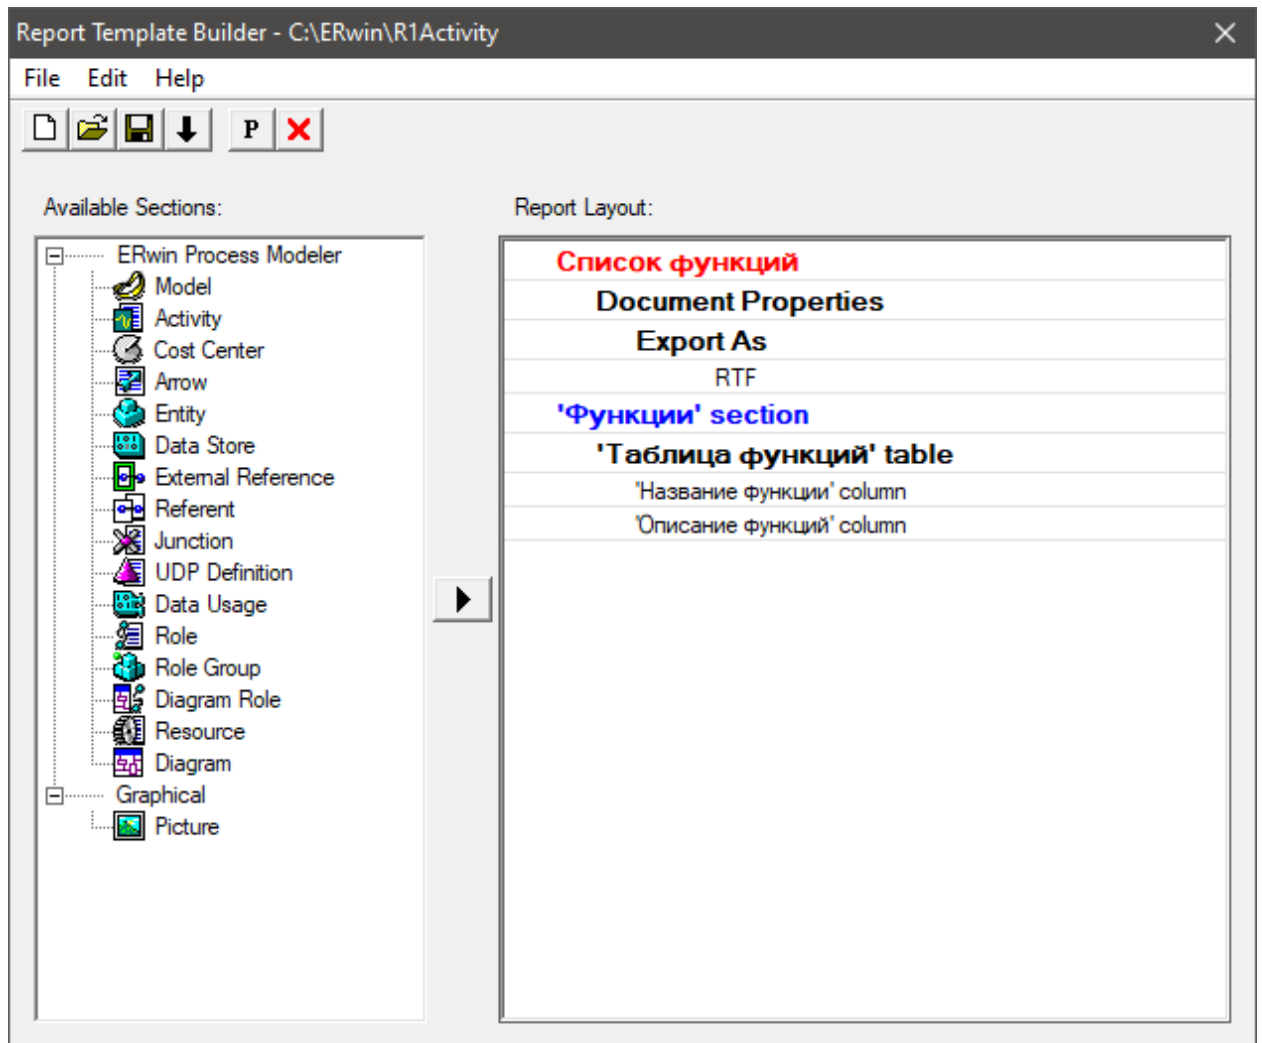 Report Template Builder - C:\ERwin\R1Activity
File Edit Help
P
Available Sections:
ERwin Process Modeler
Model
Activity
Cost Center
Arrow
Entity
Data Store
External Reference
Referent
Junction
UDP Definition
Data Usage
Role
Role Group
Diagram Role
Resource
Diagram
Graphical
Picture
Report Layout:
Список функций
Document Properties
Export As
RTF
'Функции' section
'Таблица функций' table
'Название функции' column
'Описание функций' column